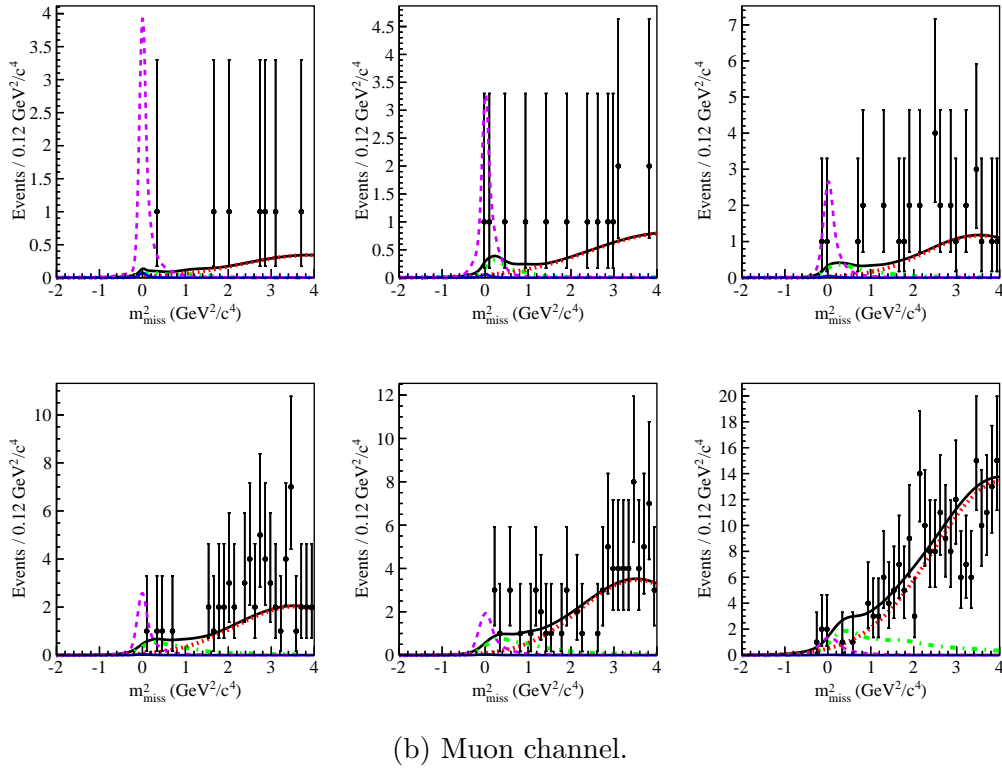 Events / 0.12 GeV²/c⁴
4
3.5
3
2.5
2
1.5
1
0.5
0
-2 -1 0 1 2 3 4
m²miss (GeV²/c⁴)
Events / 0.12 GeV²/c⁴
4.5
4
3.5
3
2.5
2
1.5
1
0.5
0
-2 -1 0 1 2 3 4
m²miss (GeV²/c⁴)
Events / 0.12 GeV²/c⁴
7
6
5
4
3
2
1
0
-2 -1 0 1 2 3 4
m²miss (GeV²/c⁴)
Events / 0.12 GeV²/c⁴
10
8
6
4
2
0
-2 -1 0 1 2 3 4
m²miss (GeV²/c⁴)
Events / 0.12 GeV²/c⁴
12
10
8
6
4
2
0
-2 -1 0 1 2 3 4
m²miss (GeV²/c⁴)
Events / 0.12 GeV²/c⁴
20
18
16
14
12
10
8
6
4
2
0
-2 -1 0 1 2 3 4
m²miss (GeV²/c⁴)
(b) Muon channel.